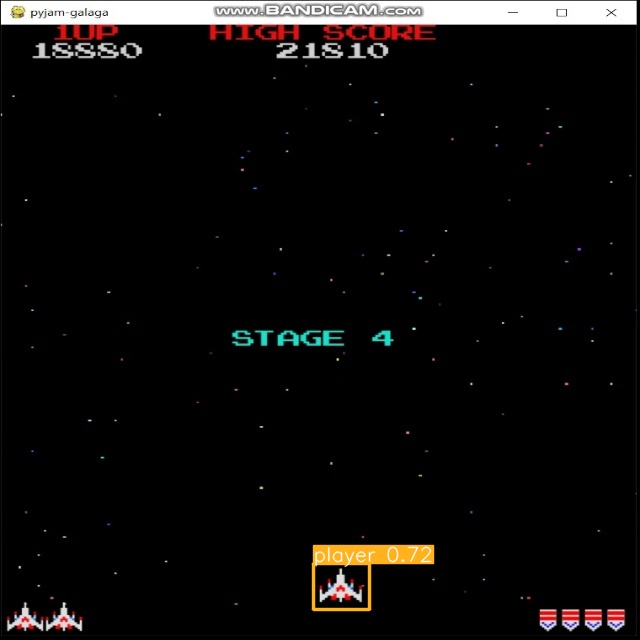 pyjam-galaga
www.BANDICAM.com
1UP HIGH SCORE
18880 21810
STAGE 4
player 0.72